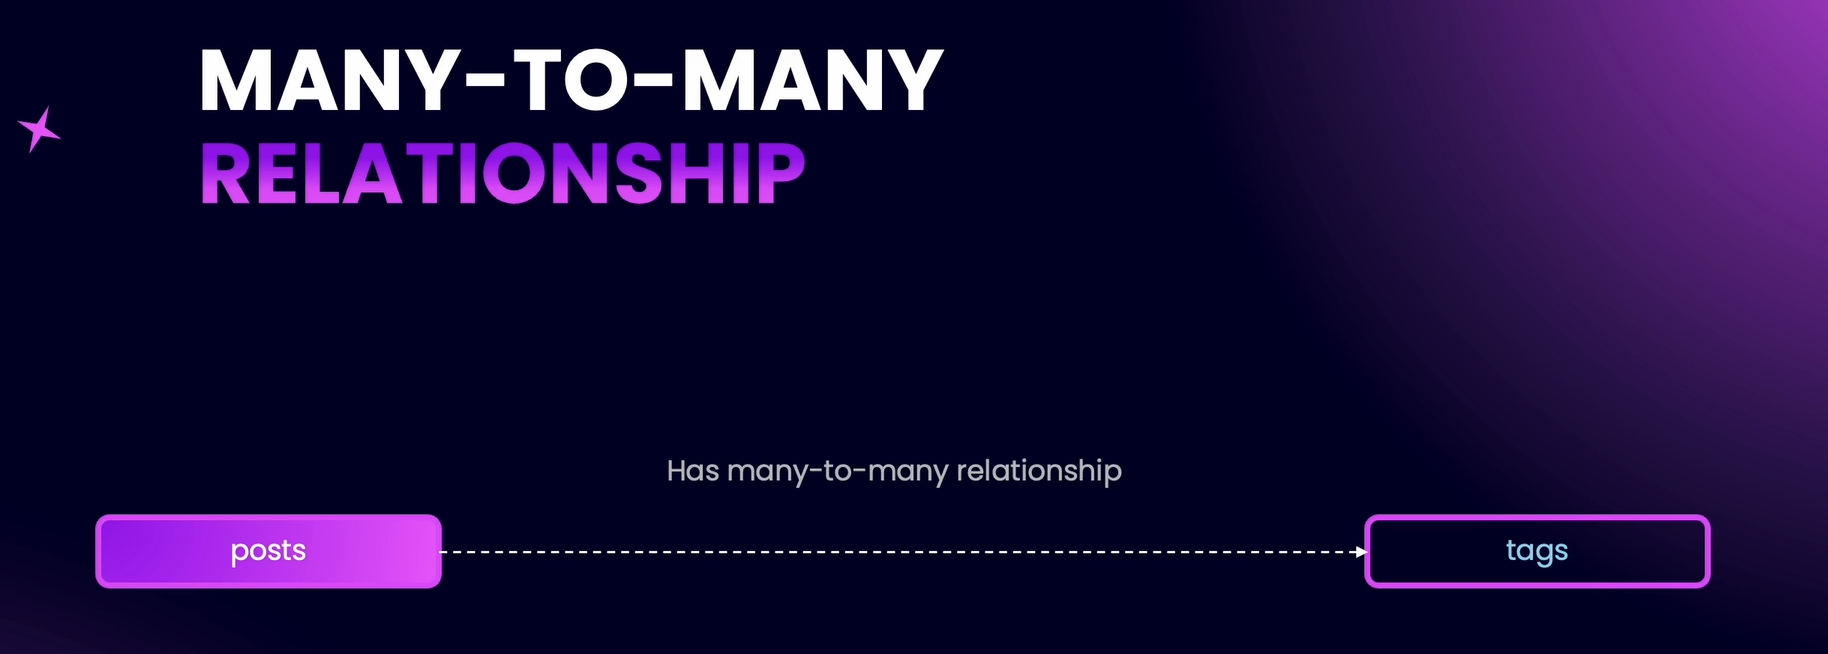 MANY-TO-MANY
RELATIONSHIP
Has many-to-many relationship
posts
tags